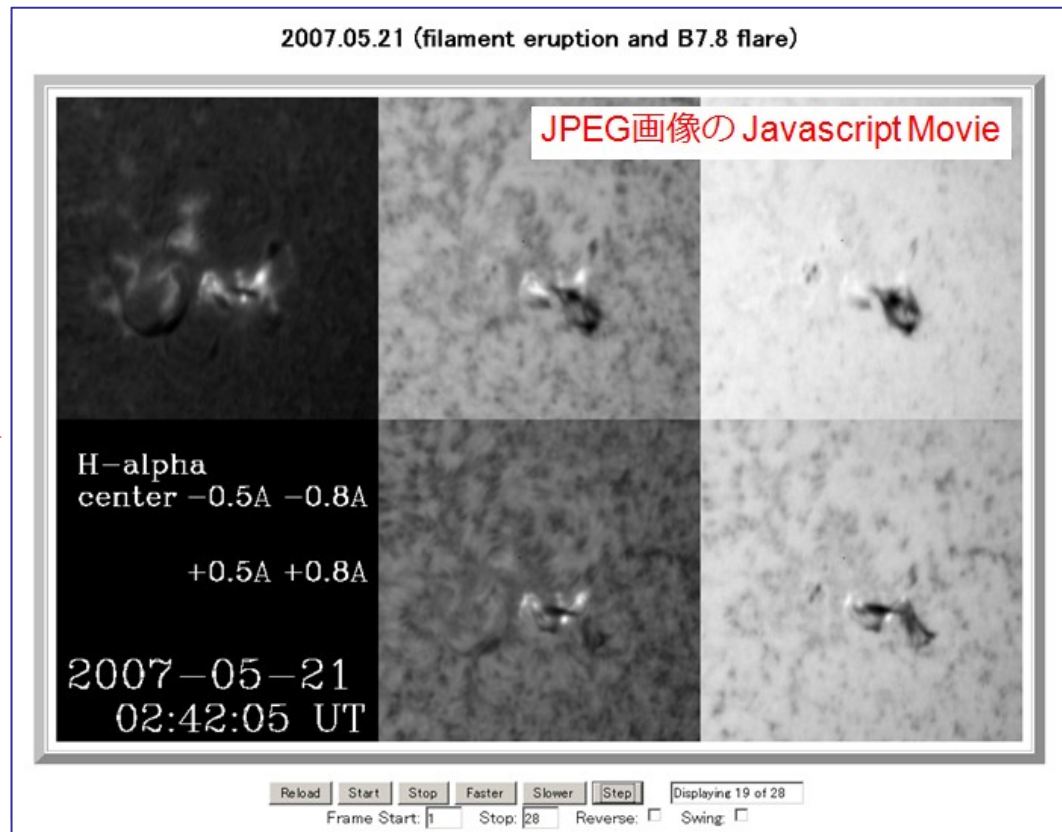 2007.05.21 (filament eruption and B7.8 flare)
JPEG画像の Javascript Movie
H-alpha
center -0.5A -0.8A
+0.5A +0.8A
2007-05-21
02:42:05 UT
Reload Start Stop Faster Slower Step Displaying 19 of 28
Frame Start: 1 Stop: 28 Reverse: Swing: